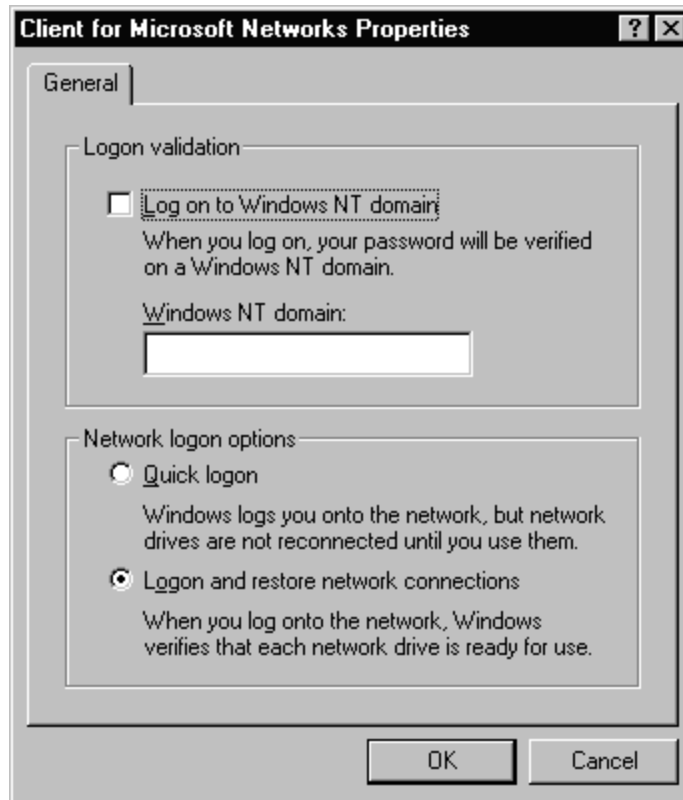 Client for Microsoft Networks Properties
General
Logon validation
Log on to Windows NT domain
When you log on, your password will be verified
on a Windows NT domain.
Windows NT domain:
Network logon options
Quick logon
Windows logs you onto the network, but network
drives are not reconnected until you use them.
Logon and restore network connections
When you log onto the network, Windows
verifies that each network drive is ready for use.
OK
Cancel